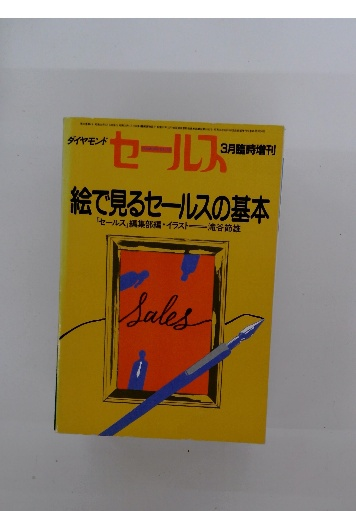 ダイヤモンド セールス 3月臨時増刊
絵で見るセールスの基本
「セールス」編集部編・イラスト——滝谷節雄
Sales